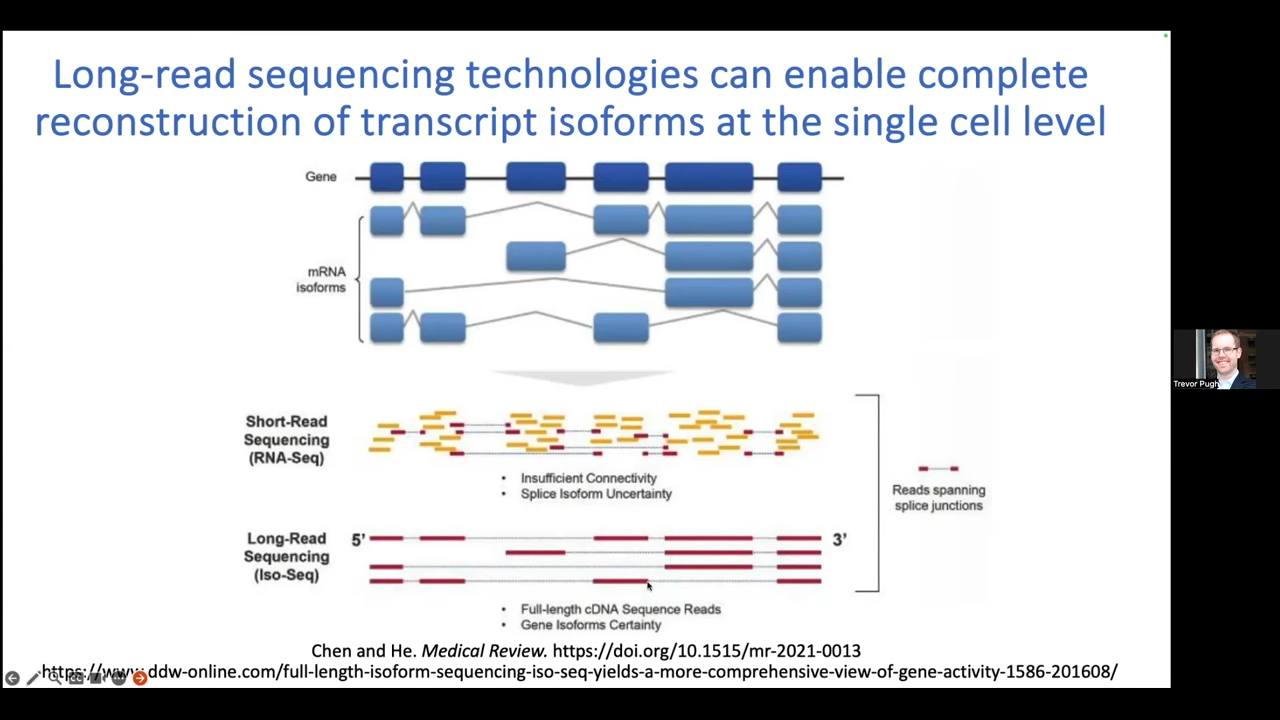 Long-read sequencing technologies can enable complete
reconstruction of transcript isoforms at the single cell level
Gene
mRNA
isoforms
Short-Read
Sequencing
(RNA-Seq)
• Insufficient Connectivity
• Splice Isoform Uncertainty
Reads spanning
splice junctions
Long-Read
Sequencing
(Iso-Seq)
5’
3’
• Full-length cDNA Sequence Reads
• Gene Isoforms Certainty
Chen and He. Medical Review. https://doi.org/10.1515/mr-2021-0013
https://www.ddw-online.com/full-length-isoform-sequencing-iso-seq-yields-a-more-comprehensive-view-of-gene-activity-1586-201608/
Trevor Pugh